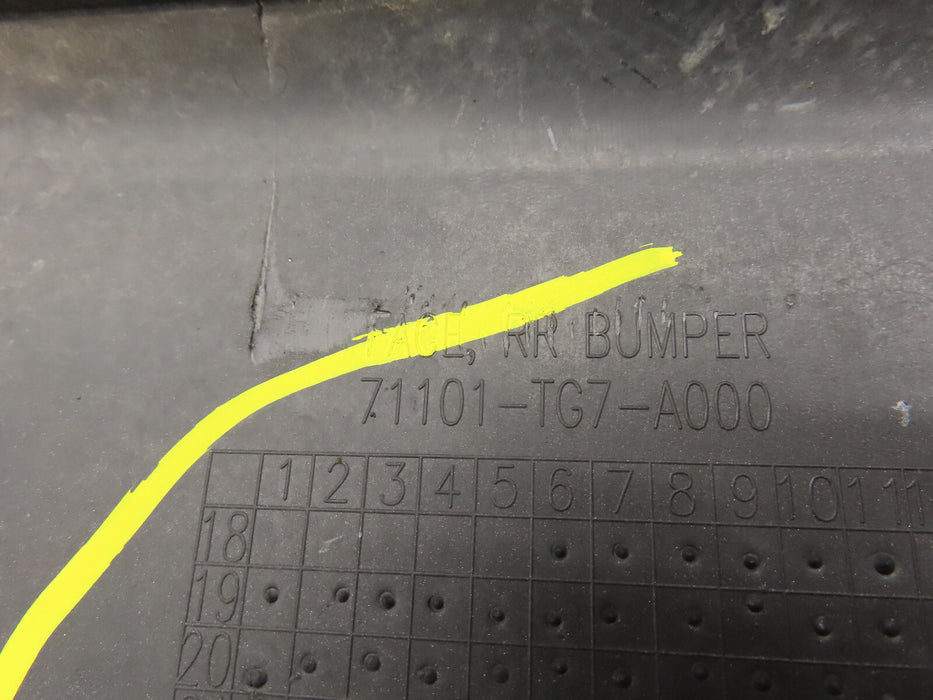 FACE, RR BUMPER
71101-TG7-A000
1 2 3 4 5 6 7 8 9 10 11
18
19
20